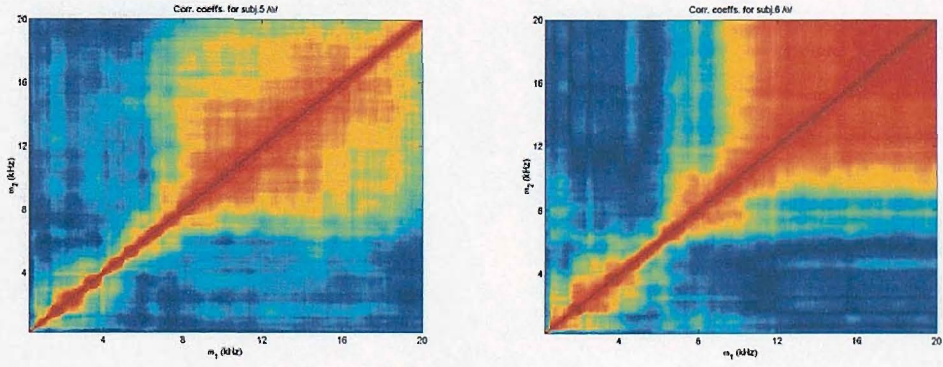 Corr. coeffs. for subj.5 AV
20
16
12
8
4
ω₂ (kHz)
4 8 12 16 20
ω₁ (kHz)
Corr. coeffs. for subj.6 AV
20
16
12
8
4
ω₂ (kHz)
4 8 12 16 20
ω₁ (kHz)